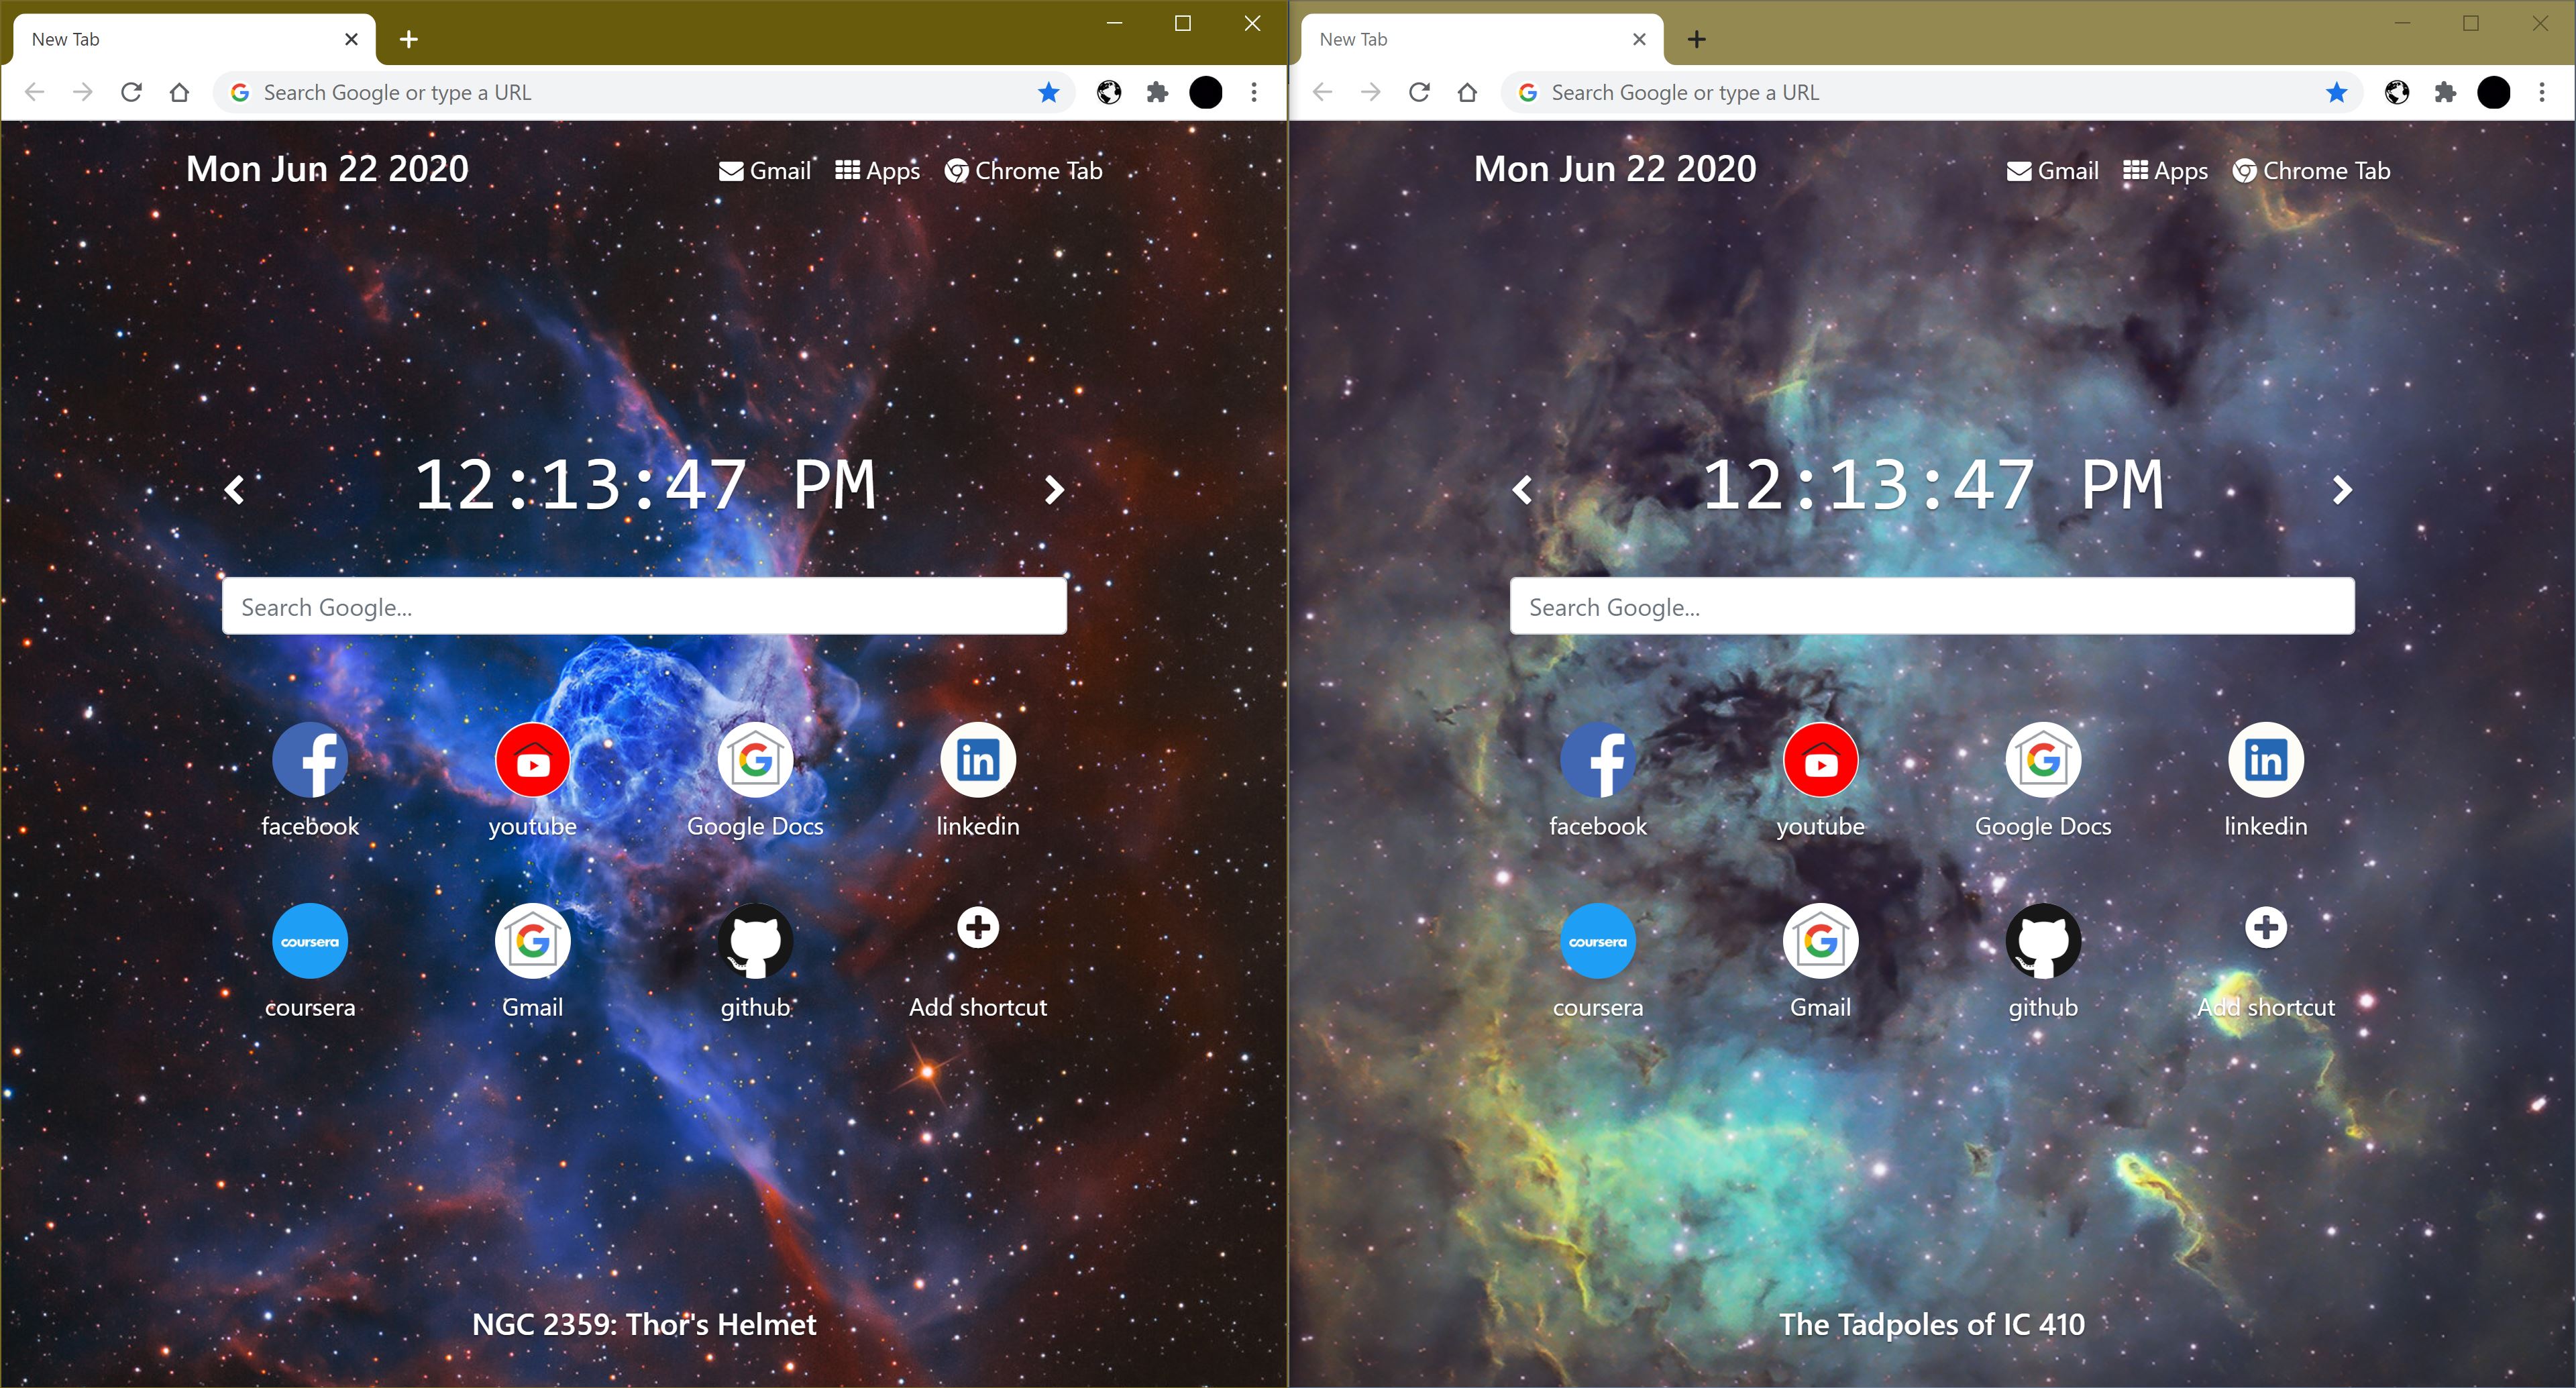 New Tab
Search Google or type a URL
Mon Jun 22 2020
Gmail Apps Chrome Tab
12:13:47 PM
Search Google...
facebook youtube Google Docs linkedin
coursera
coursera Gmail github Add shortcut
NGC 2359: Thor's Helmet
New Tab
Search Google or type a URL
Mon Jun 22 2020
Gmail Apps Chrome Tab
12:13:47 PM
Search Google...
facebook youtube Google Docs linkedin
coursera
coursera Gmail github Add shortcut
The Tadpoles of IC 410